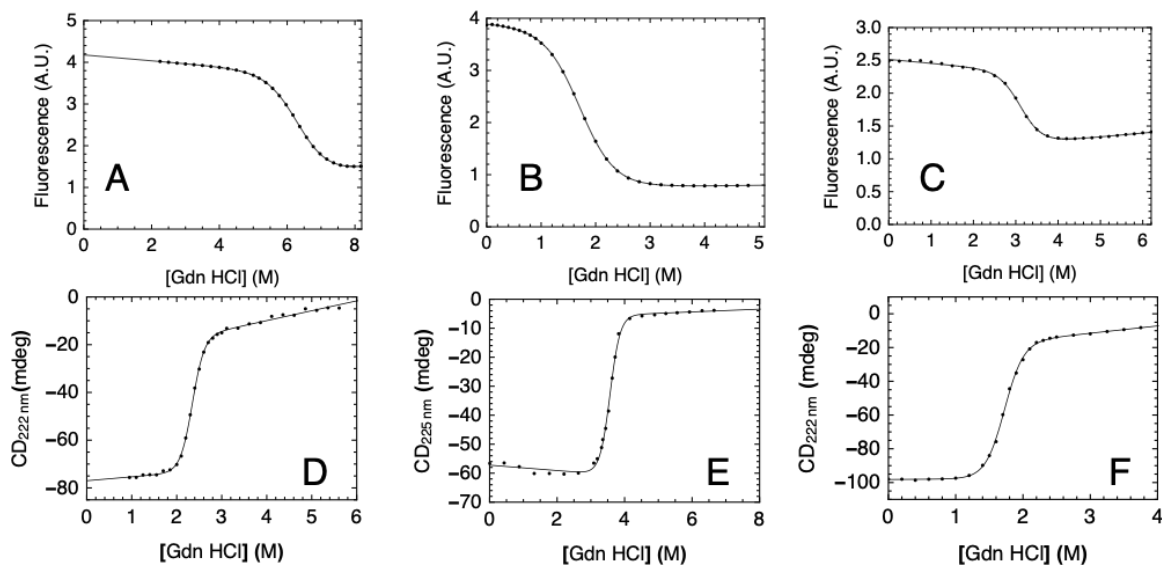 Fluorescence (A.U.)
5
4
3
2
1
0
A
0 2 4 6 8
[Gdn HCl] (M)
Fluorescence (A.U.)
4
3
2
1
0
B
0 1 2 3 4 5
[Gdn HCl] (M)
Fluorescence (A.U.)
3.0
2.5
2.0
1.5
1.0
0.5
0.0
C
0 1 2 3 4 5 6
[Gdn HCl] (M)
CD222 nm(mdeg)
0
−20
−40
−60
−80
D
0 1 2 3 4 5 6
[Gdn HCl] (M)
CD225 nm (mdeg)
0
−10
−20
−30
−40
−50
−60
−70
E
0 2 4 6 8
[Gdn HCl] (M)
CD222 nm (mdeg)
0
−20
−40
−60
−80
−100
F
0 1 2 3 4
[Gdn HCl] (M)